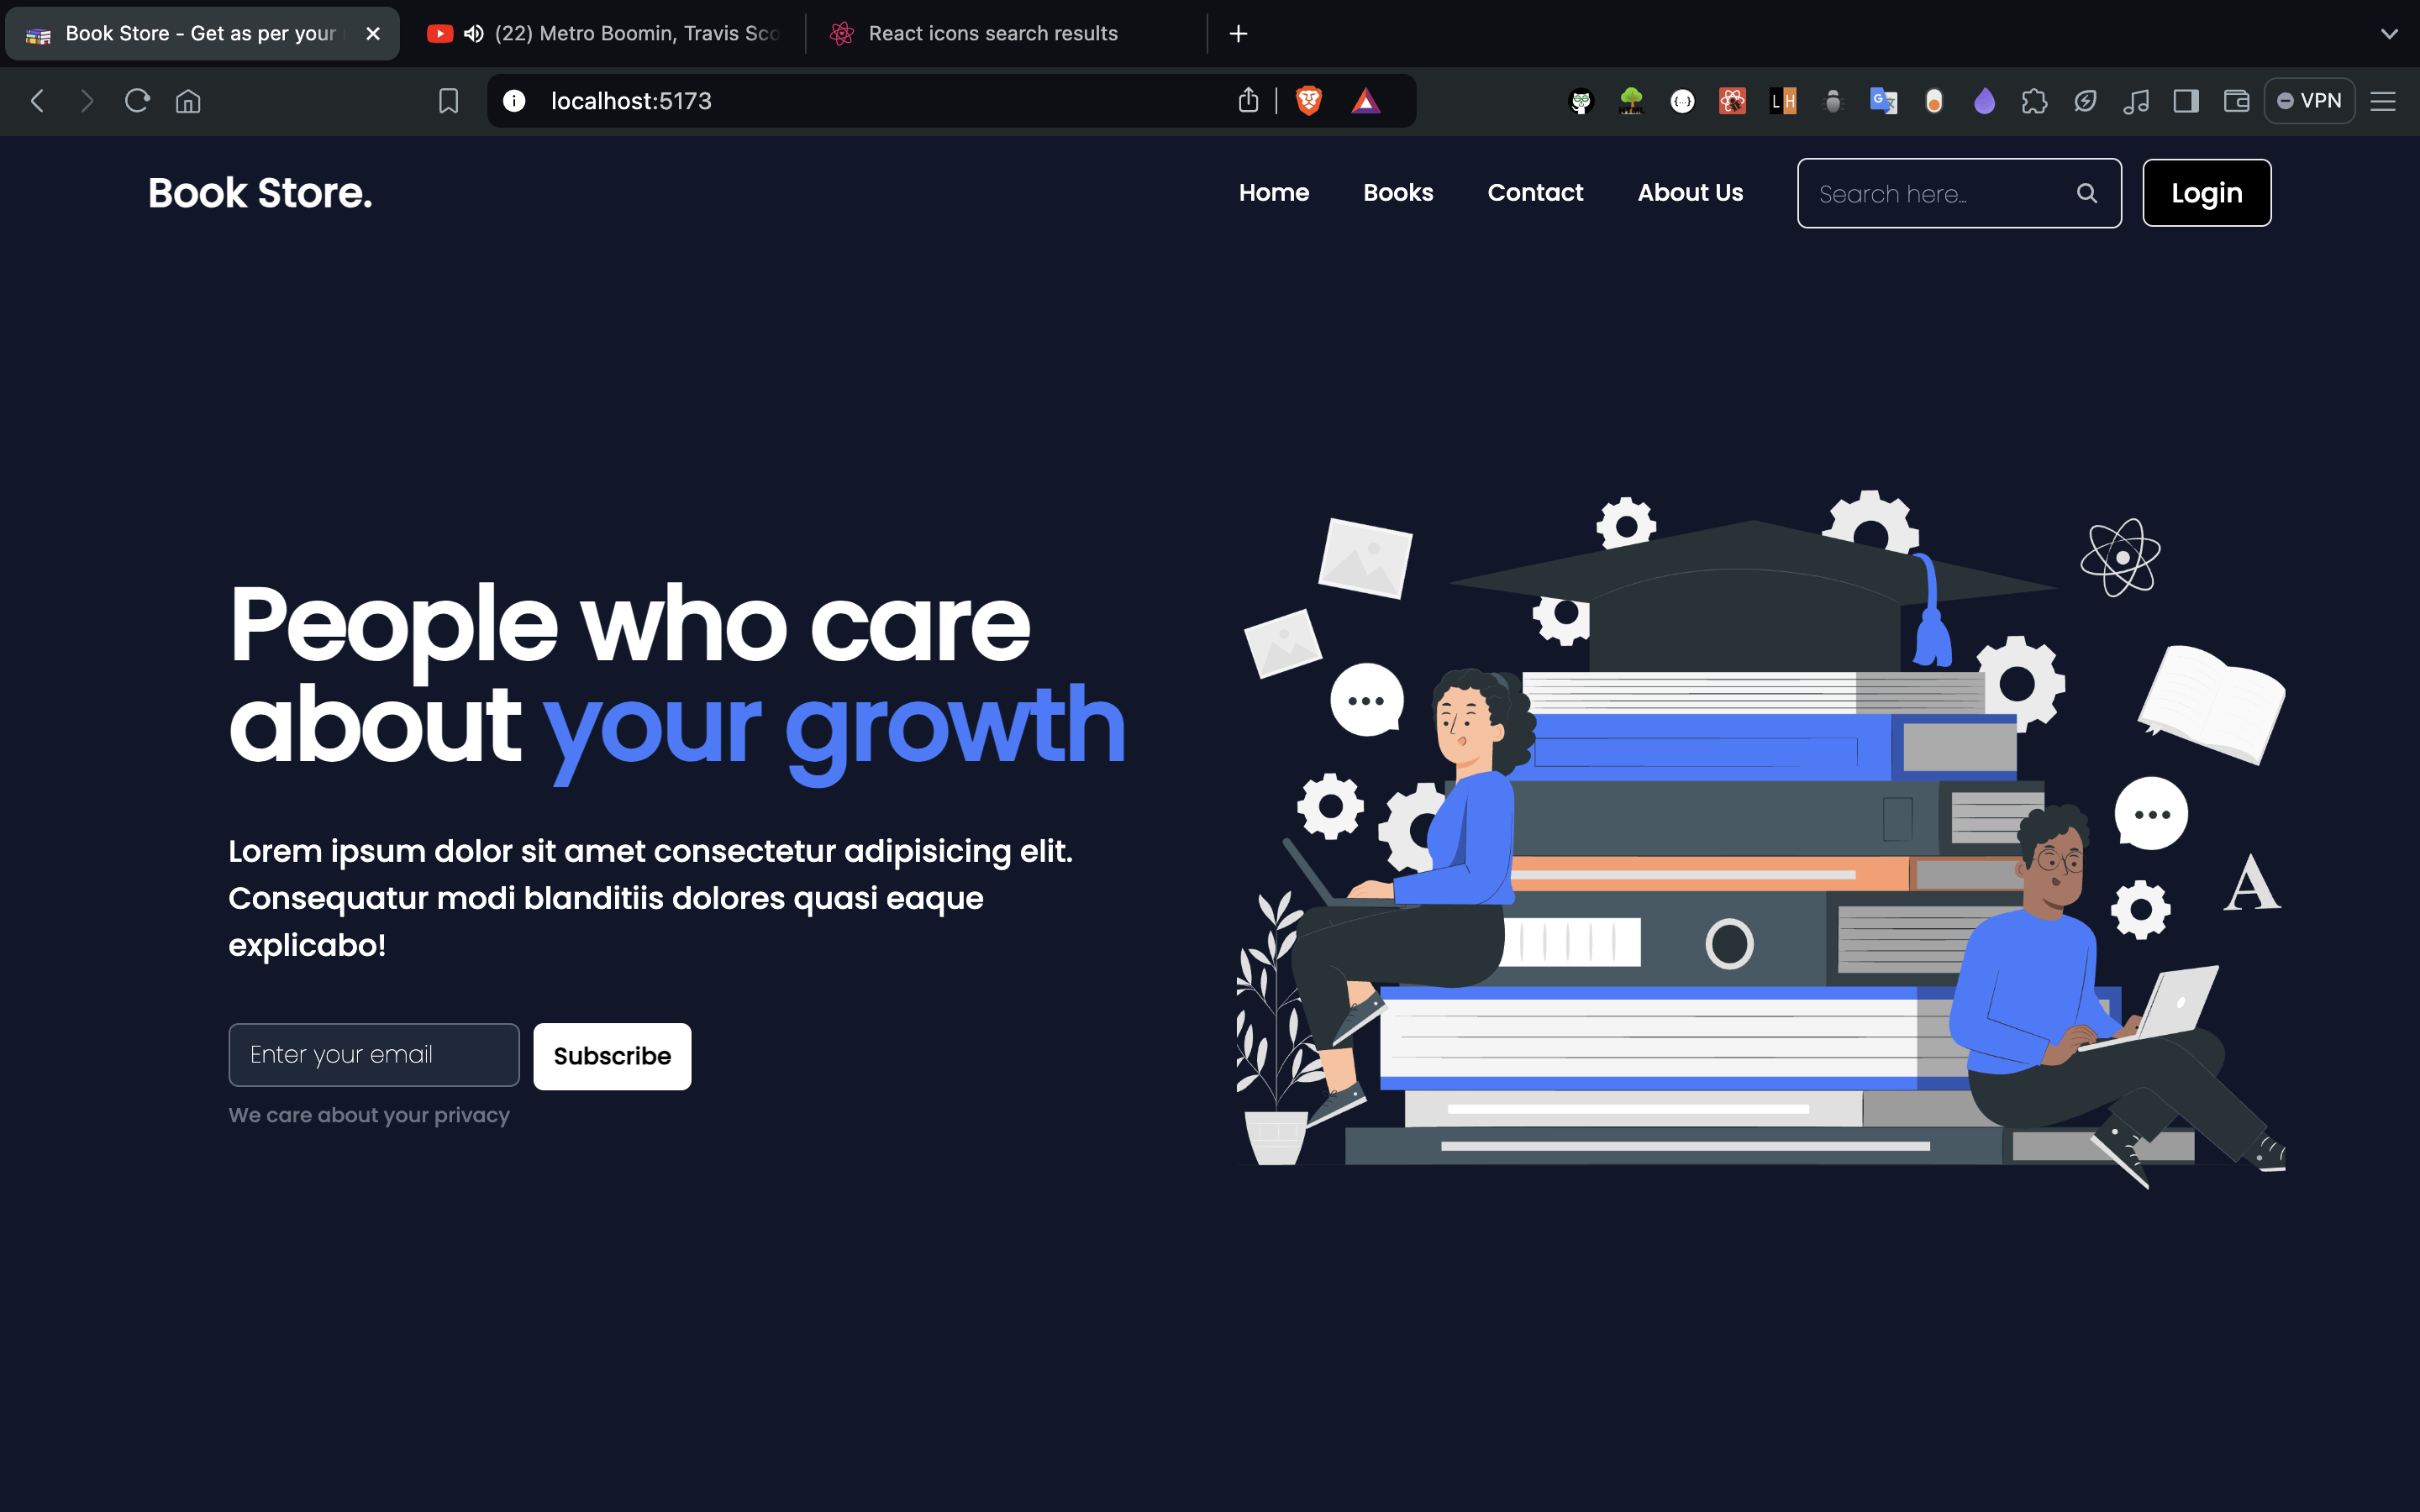 Book Store - Get as per your
(22) Metro Boomin, Travis Sco
React icons search results
localhost:5173
LH
VPN
Book Store.
Home
Books
Contact
About Us
Search here...
Login
People who care
about your growth
Lorem ipsum dolor sit amet consectetur adipisicing elit.
Consequatur modi blanditiis dolores quasi eaque
explicabo!
Enter your email
Subscribe
We care about your privacy
A